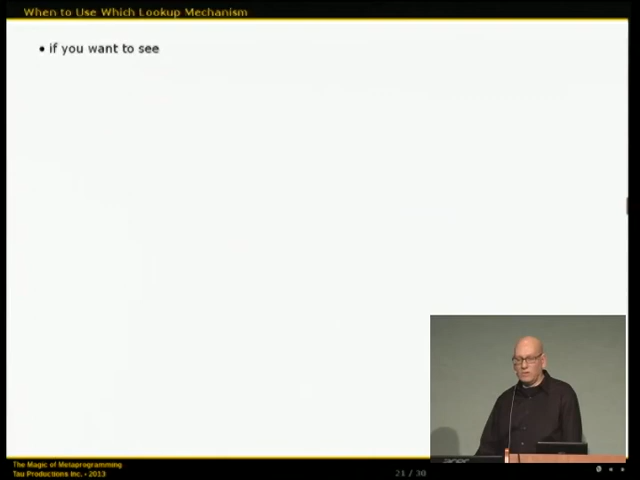 When to Use Which Lookup Mechanism
• if you want to see
acer
The Magic of Metaprogramming
Tau Productions Inc. - 2013
21 / 30